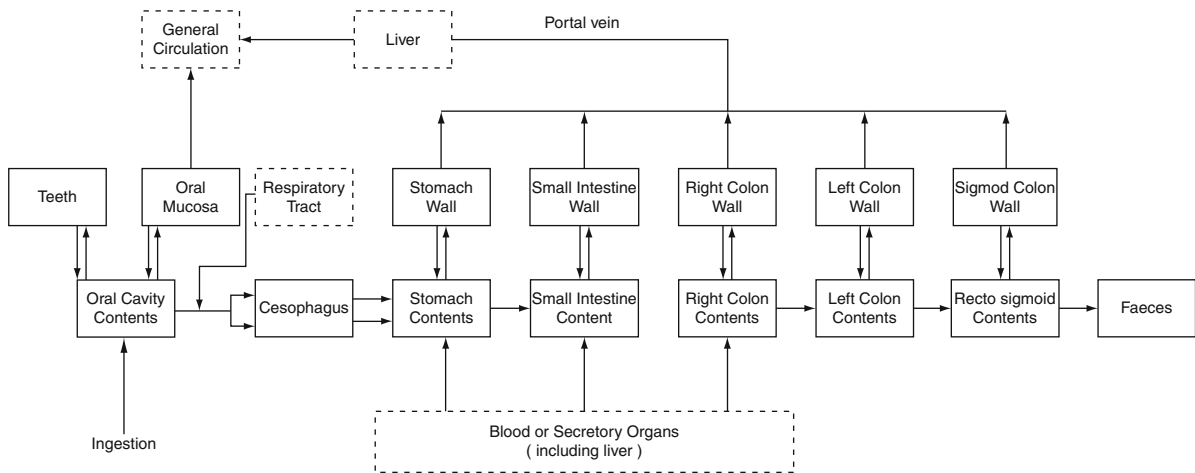 General
Circulation
Liver
Portal vein
Teeth
Oral
Mucosa
Respiratory
Tract
Stomach
Wall
Small Intestine
Wall
Right Colon
Wall
Left Colon
Wall
Sigmod Colon
Wall
Oral Cavity
Contents
Cesophagus
Stomach
Contents
Small Intestine
Content
Right Colon
Contents
Left Colon
Contents
Recto sigmoid
Contents
Faeces
Ingestion
Blood or Secretory Organs
( including liver )